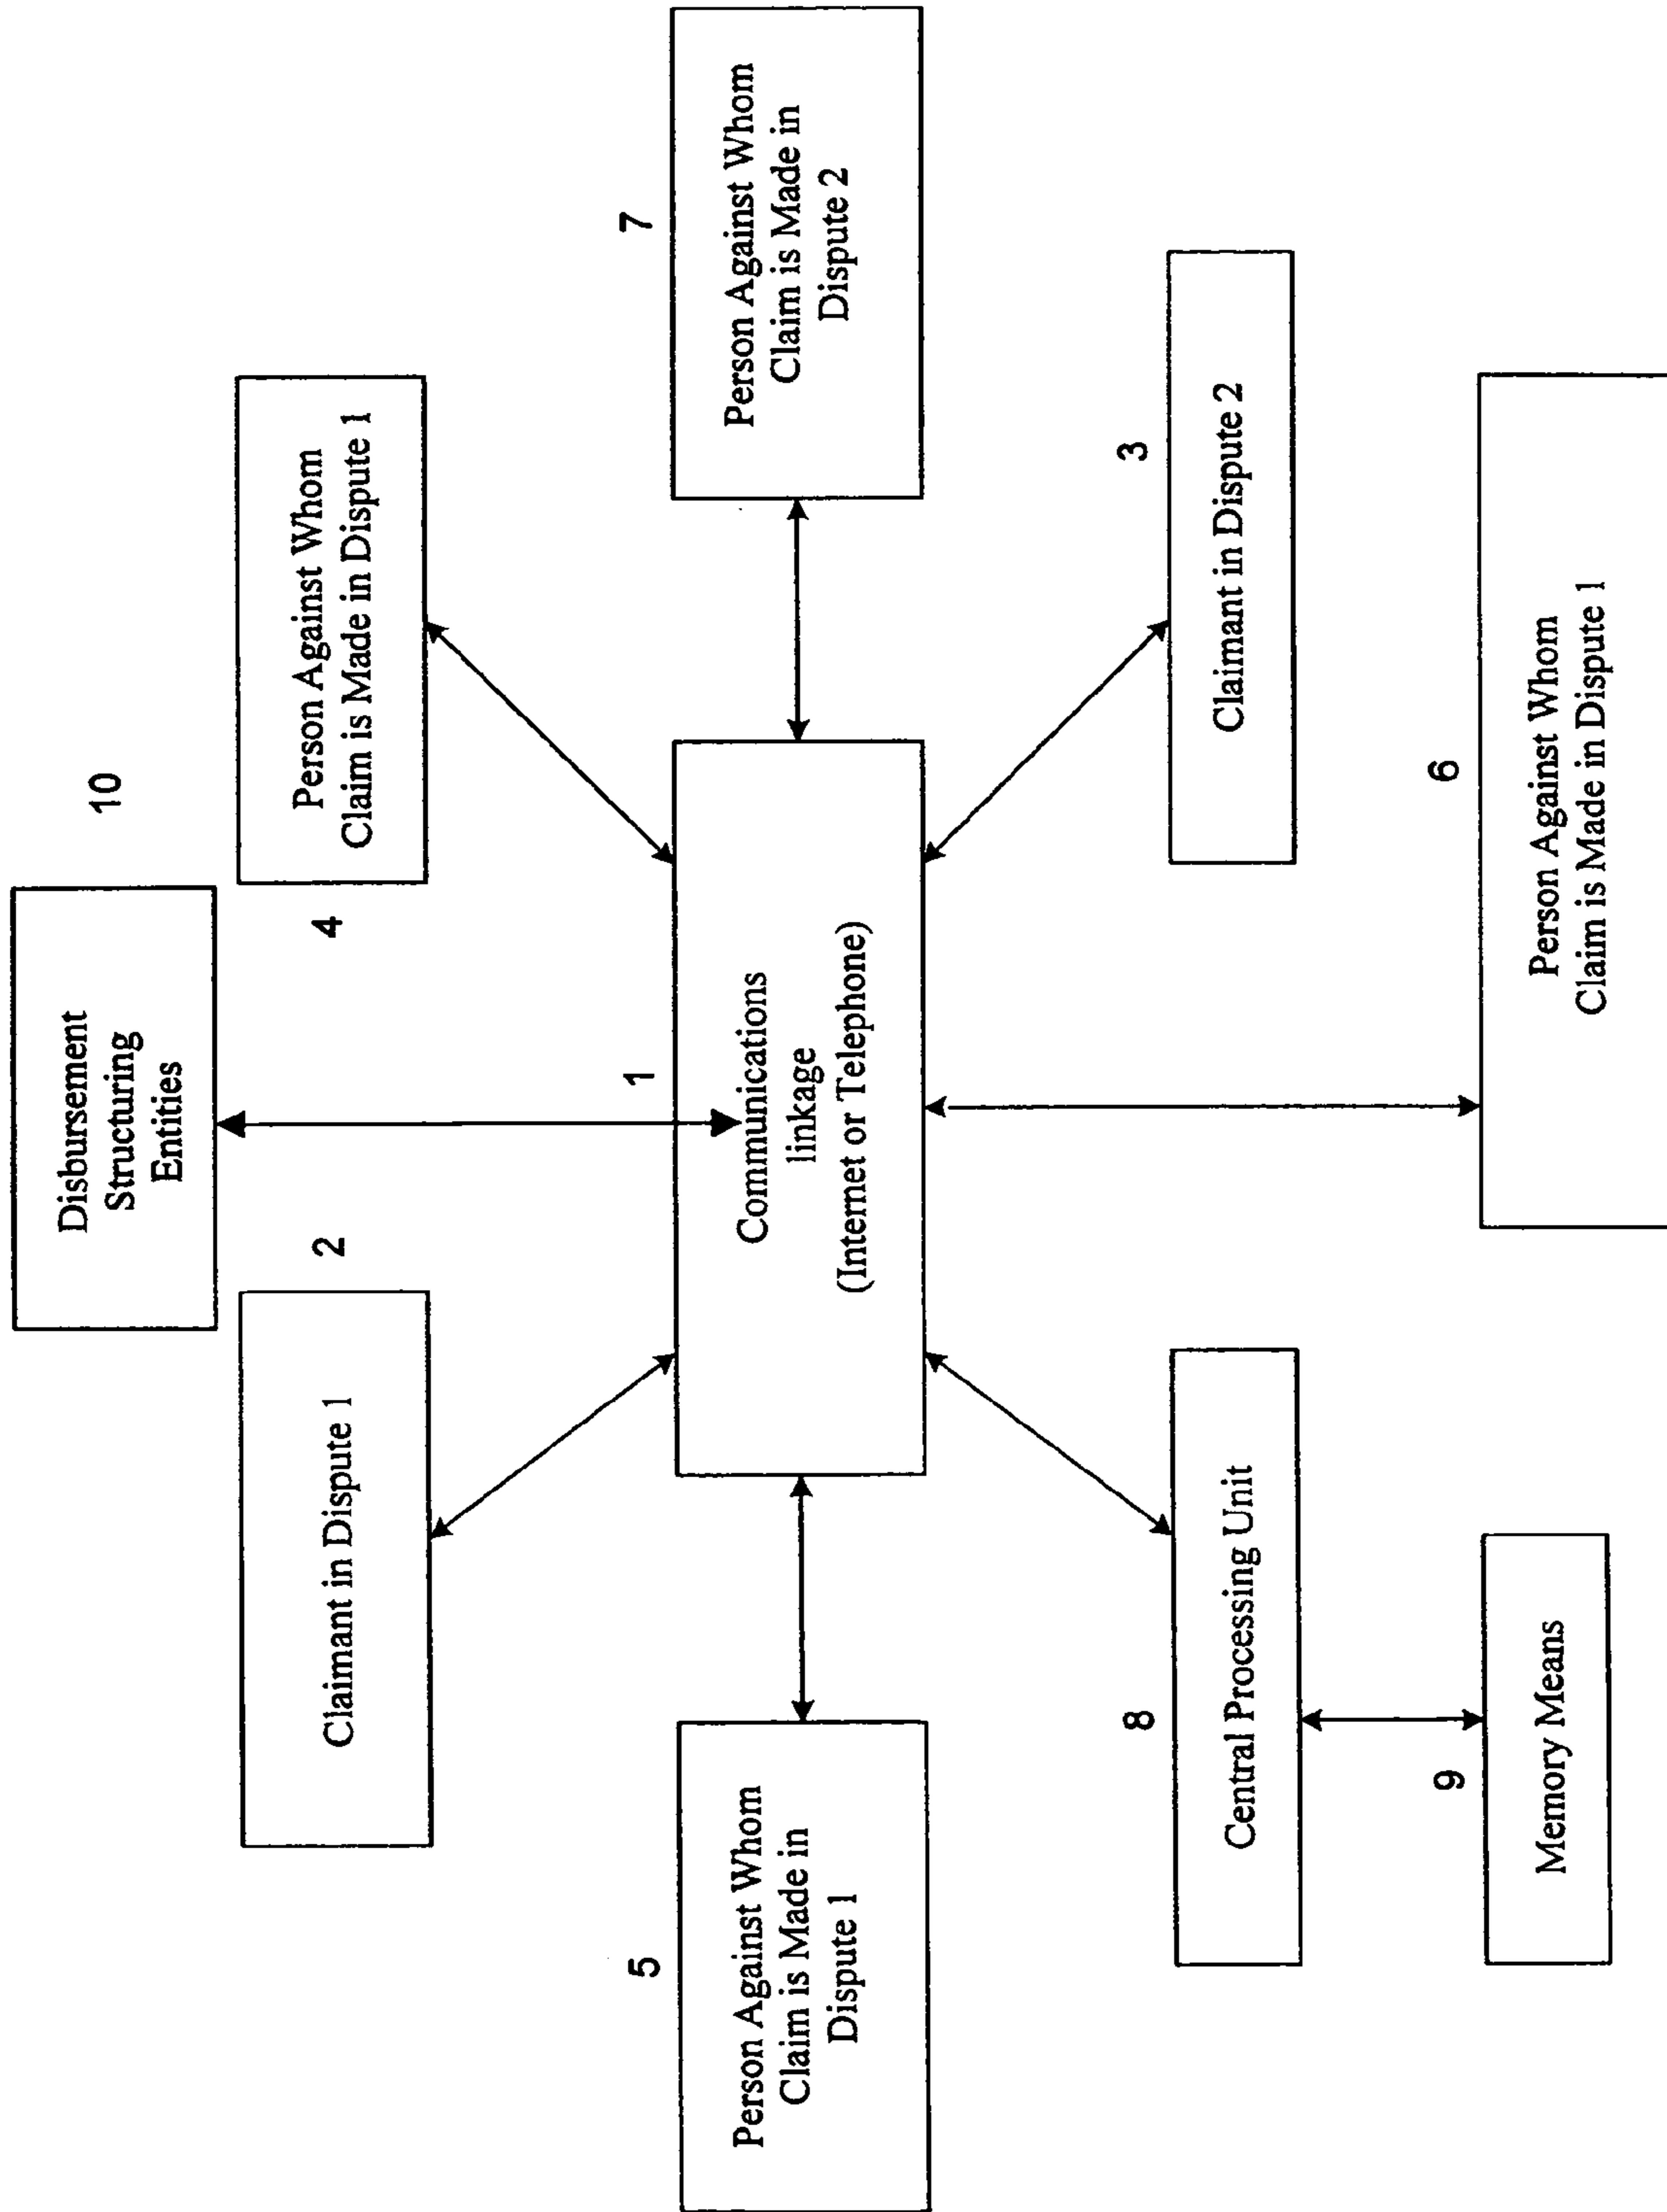 10
Disbursement
Structuring
Entities
2
Claimant in Dispute 1
4
Person Against Whom
Claim is Made in Dispute 1
5
Person Against Whom
Claim is Made in
Dispute 1
1
Communications
linkage
(Internet or Telephone)
7
Person Against Whom
Claim is Made in
Dispute 2
8
Central Processing Unit
3
Claimant in Dispute 2
9
Memory Means
6
Person Against Whom
Claim is Made in Dispute 1